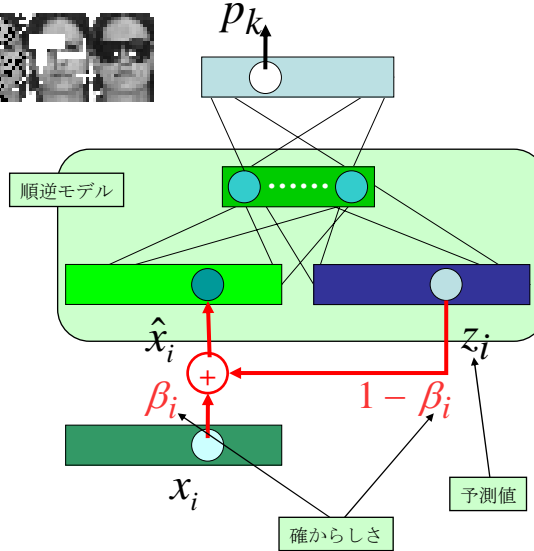 p_k
順逆モデル
......
x̂_i
z_i
+
β_i
1 − β_i
x_i
予測値
確からしさ